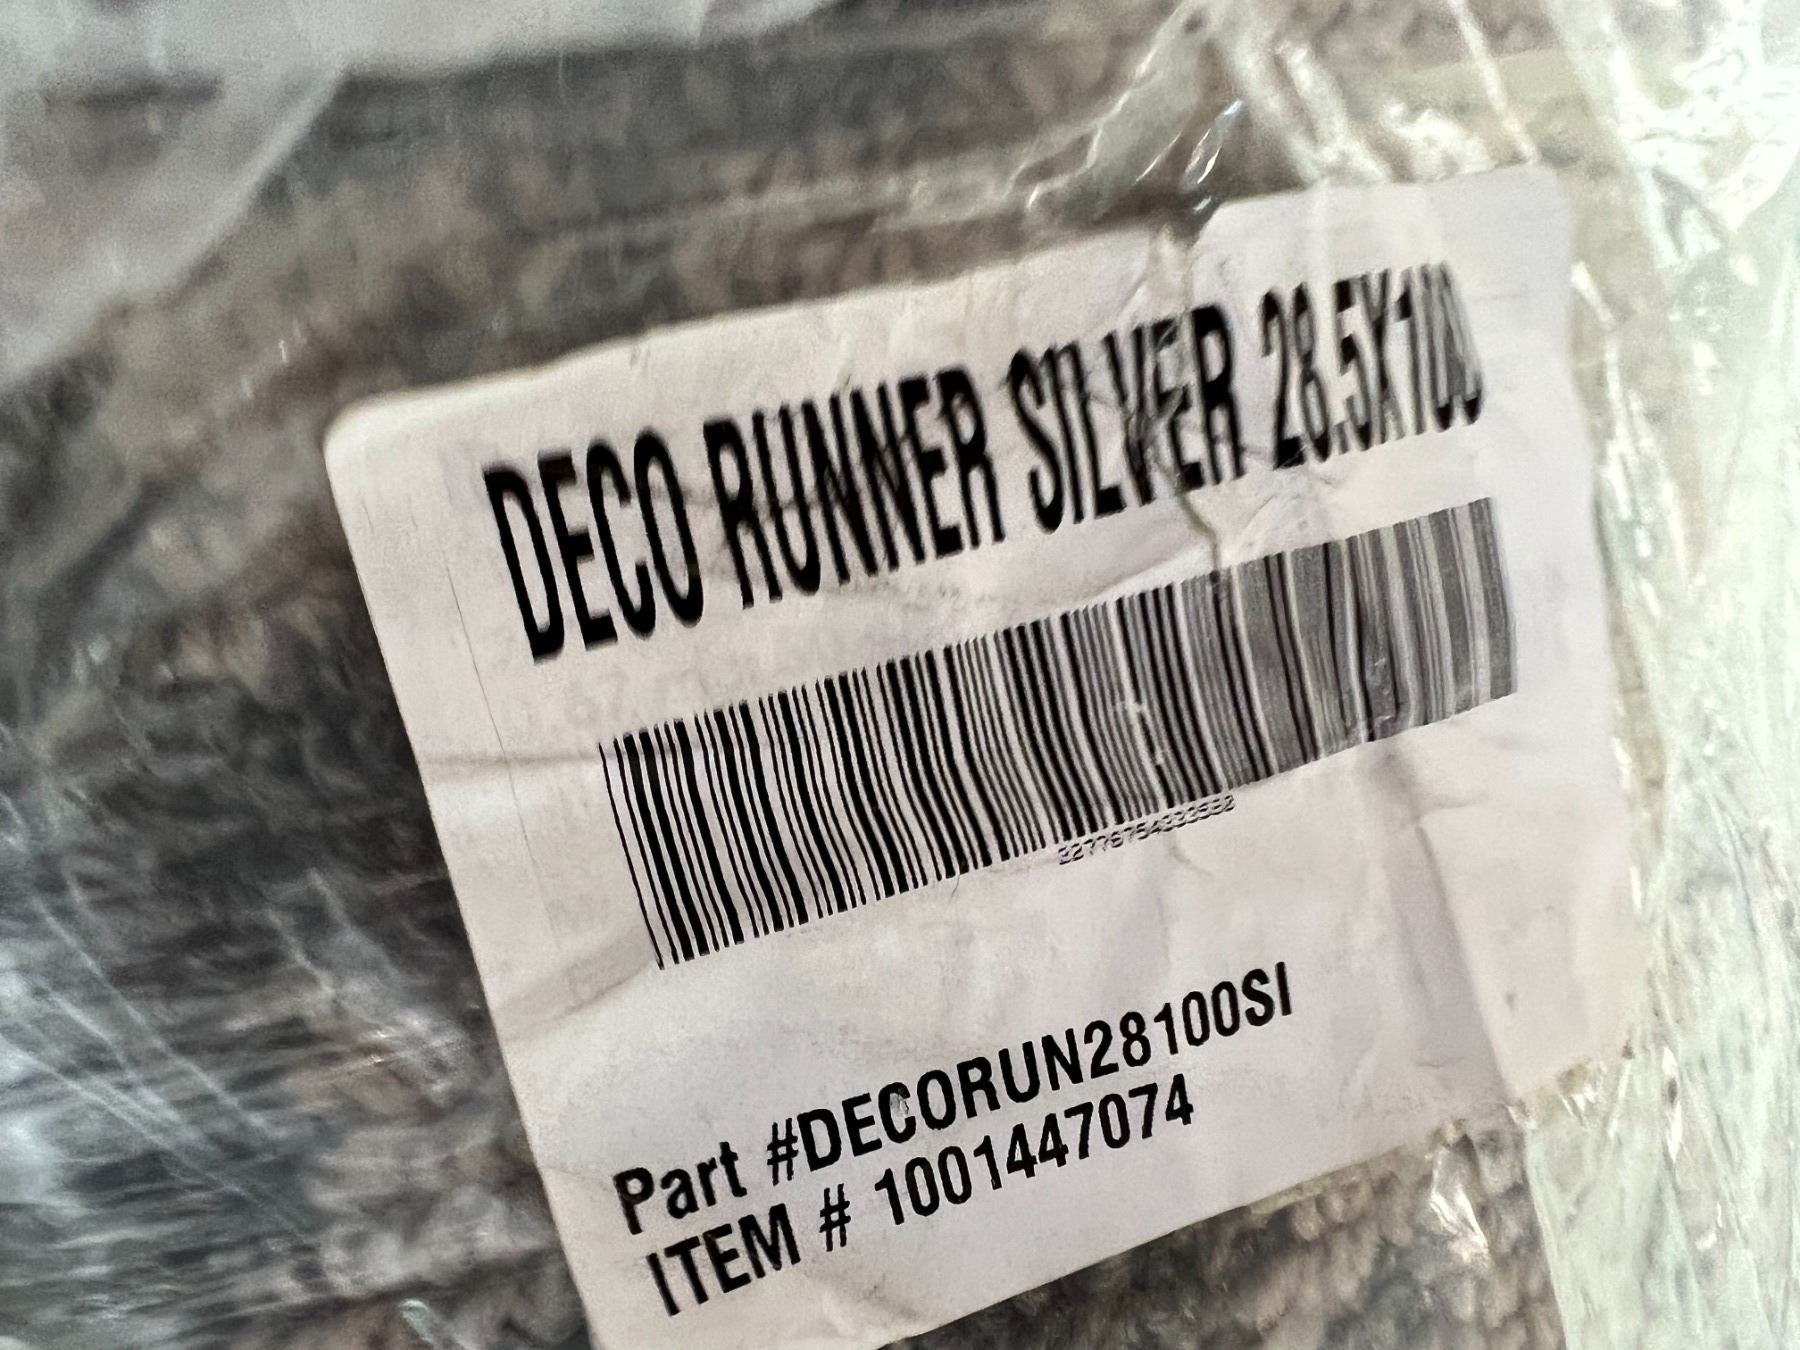 DECO RUNNER SILVER 28.5X100
Part #DECORUN28100SI
ITEM # 1001447074